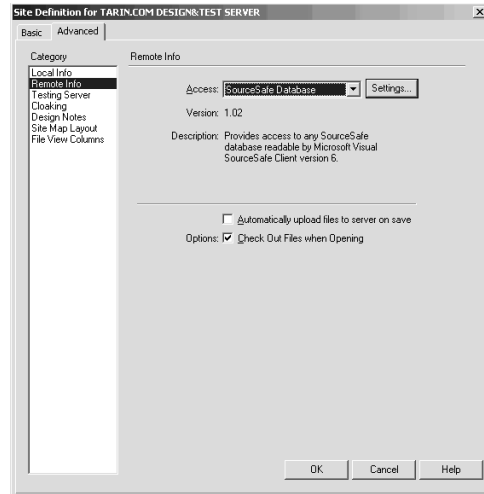 Site Definition for TARIN.COM DESIGN&TEST SERVER
Basic Advanced
Category
Local Info
Remote Info
Testing Server
Cloaking
Design Notes
Site Map Layout
File View Columns
Remote Info
Access: SourceSafe Database Settings...
Version: 1.02
Description: Provides access to any SourceSafe
database readable by Microsoft Visual
SourceSafe Client version 6.
Automatically upload files to server on save
Options: Check Out Files when Opening
OK Cancel Help